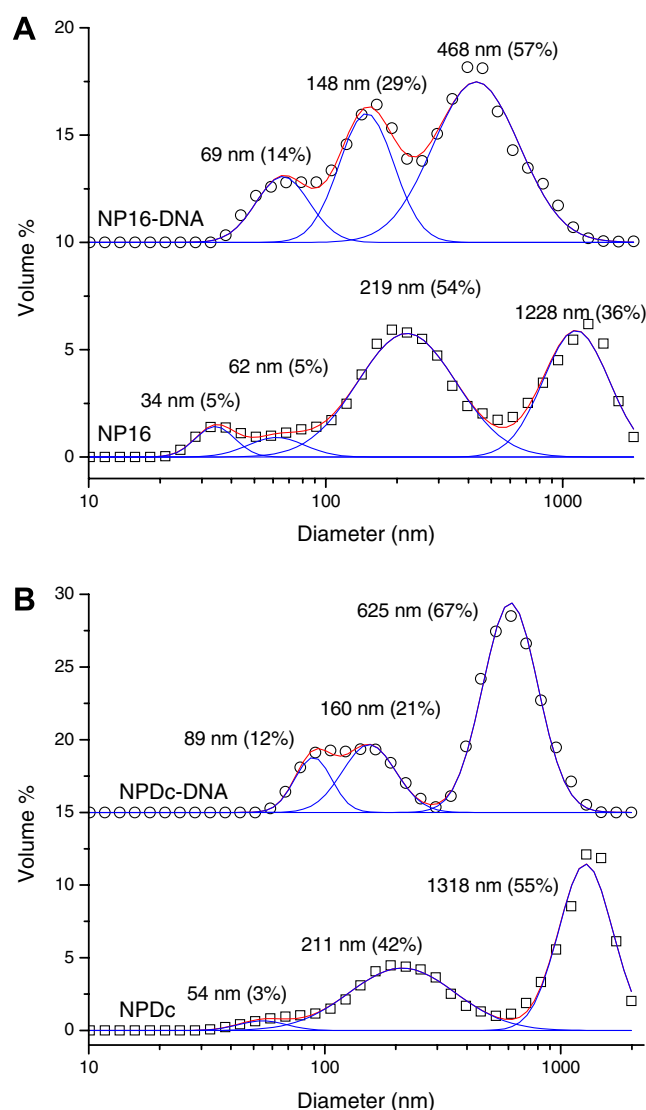 A
20
15
10
5
0
Volume %
468 nm (57%)
148 nm (29%)
69 nm (14%)
NP16-DNA
219 nm (54%)
1228 nm (36%)
62 nm (5%)
34 nm (5%)
NP16
10
100
1000
Diameter (nm)
B
30
25
20
15
10
5
0
Volume %
625 nm (67%)
160 nm (21%)
89 nm (12%)
NPDc-DNA
1318 nm (55%)
211 nm (42%)
54 nm (3%)
NPDc
10
100
1000
Diameter (nm)